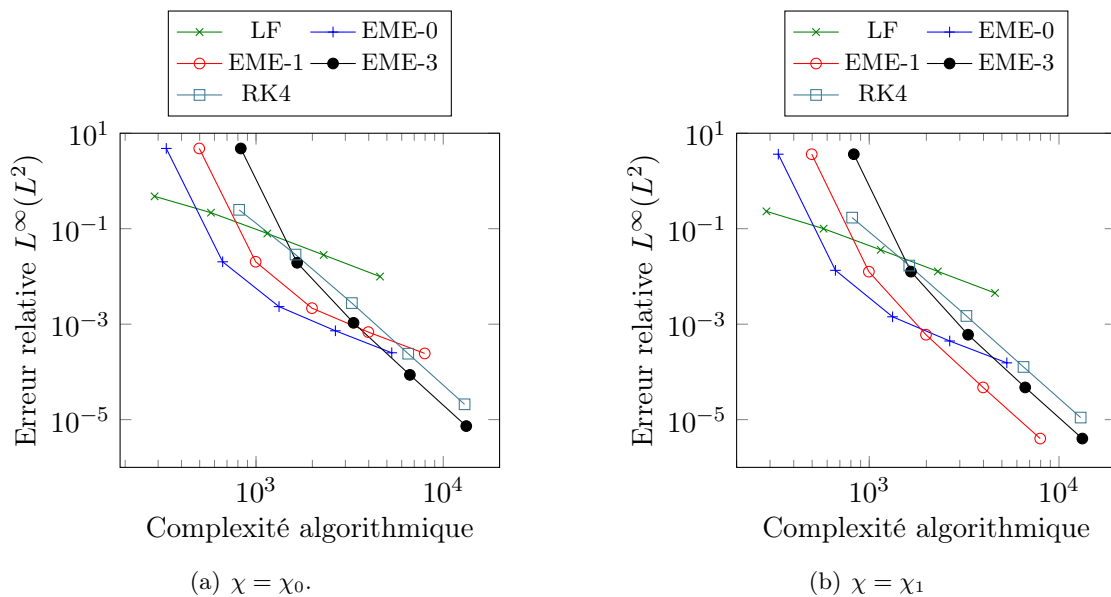 LF EME-0
EME-1 EME-3
RK4
10^1
10^−1
10^−3
10^−5
10^3 10^4
Erreur relative L^∞(L^2)
Complexité algorithmique
(a) χ = χ_0.
LF EME-0
EME-1 EME-3
RK4
10^1
10^−1
10^−3
10^−5
10^3 10^4
Erreur relative L^∞(L^2)
Complexité algorithmique
(b) χ = χ_1